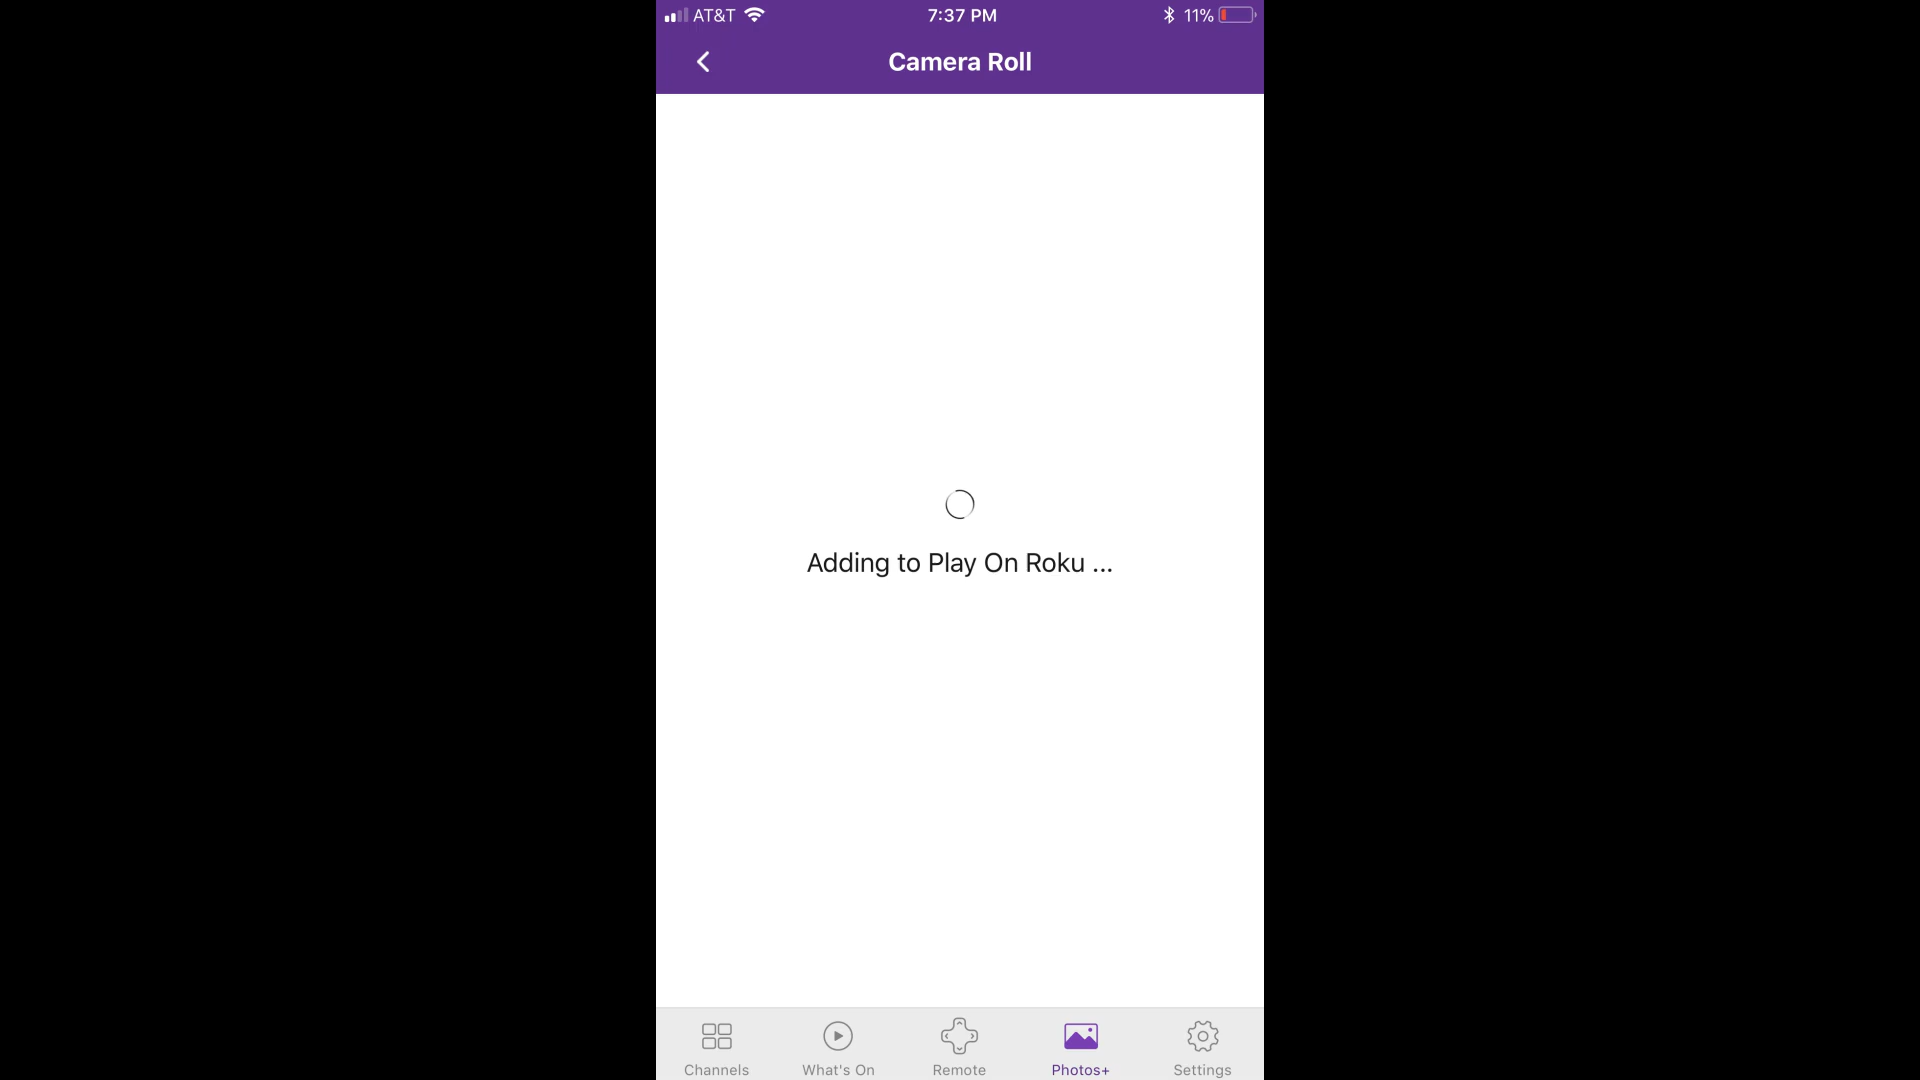 AT&T 7:37 PM 11%
Camera Roll
Adding to Play On Roku ...
Channels What's On Remote Photos+ Settings